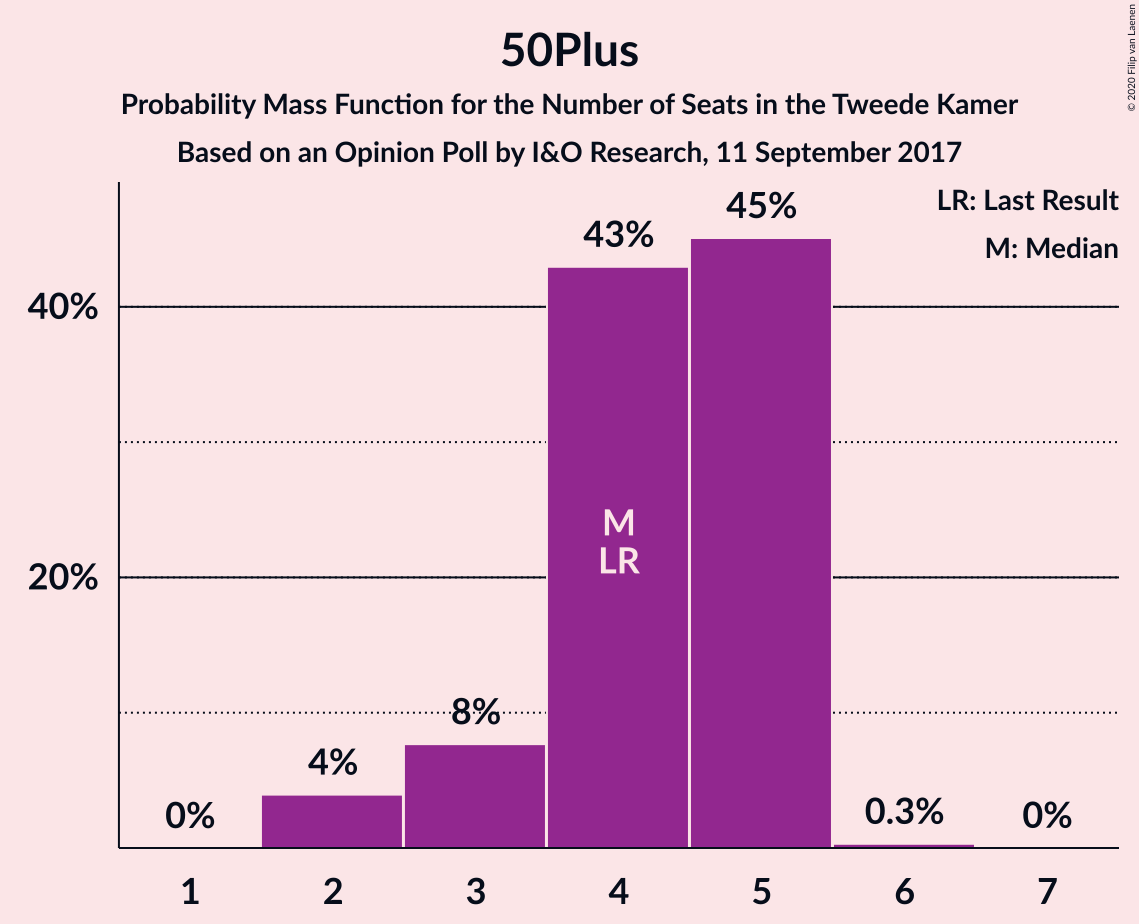 50Plus
Probability Mass Function for the Number of Seats in the Tweede Kamer
Based on an Opinion Poll by I&O Research, 11 September 2017
© 2020 Filip van Laenen
LR: Last Result
M: Median
45%
43%
40%
M
LR
20%
8%
4%
0%
0.3%
0%
1 2 3 4 5 6 7